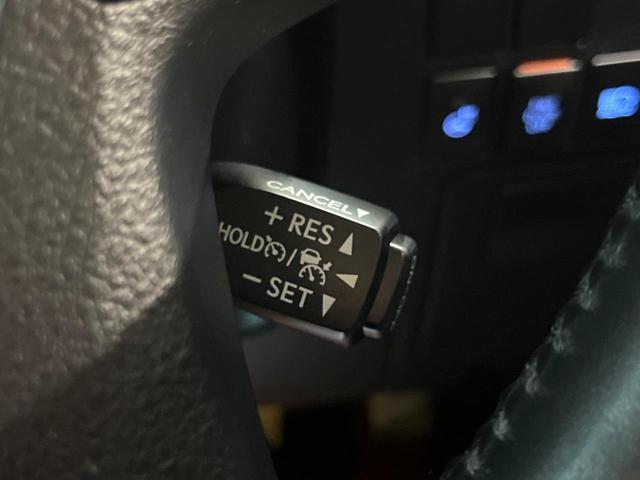 CANCEL▼
+ RES ▲
HOLD / ◄
− SET ▼